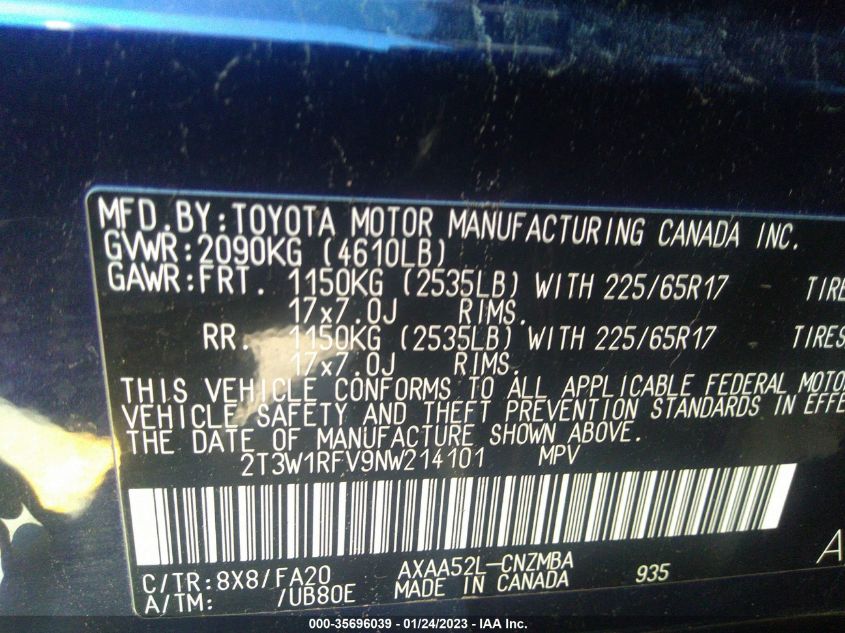 MFD.BY:TOYOTA MOTOR MANUFACTURING CANADA INC.
GVWR:2090KG (4610LB)
GAWR:FRT. 1150KG (2535LB) WITH 225/65R17 TIRE
17x7.0J RIMS.
RR. 1150KG (2535LB) WITH 225/65R17 TIRES
17x7.0J RIMS.
THIS VEHICLE CONFORMS TO ALL APPLICABLE FEDERAL MOTO
VEHICLE SAFETY AND THEFT PREVENTION STANDARDS IN EFFE
THE DATE OF MANUFACTURE SHOWN ABOVE.
2T3W1RFV9NW214101 MPV
C/TR:8X8/FA20 AXAA52L-CNZMBA A
A/TM: /UB80E MADE IN CANADA 935
000-35696039 - 01/24/2023 - IAA Inc.